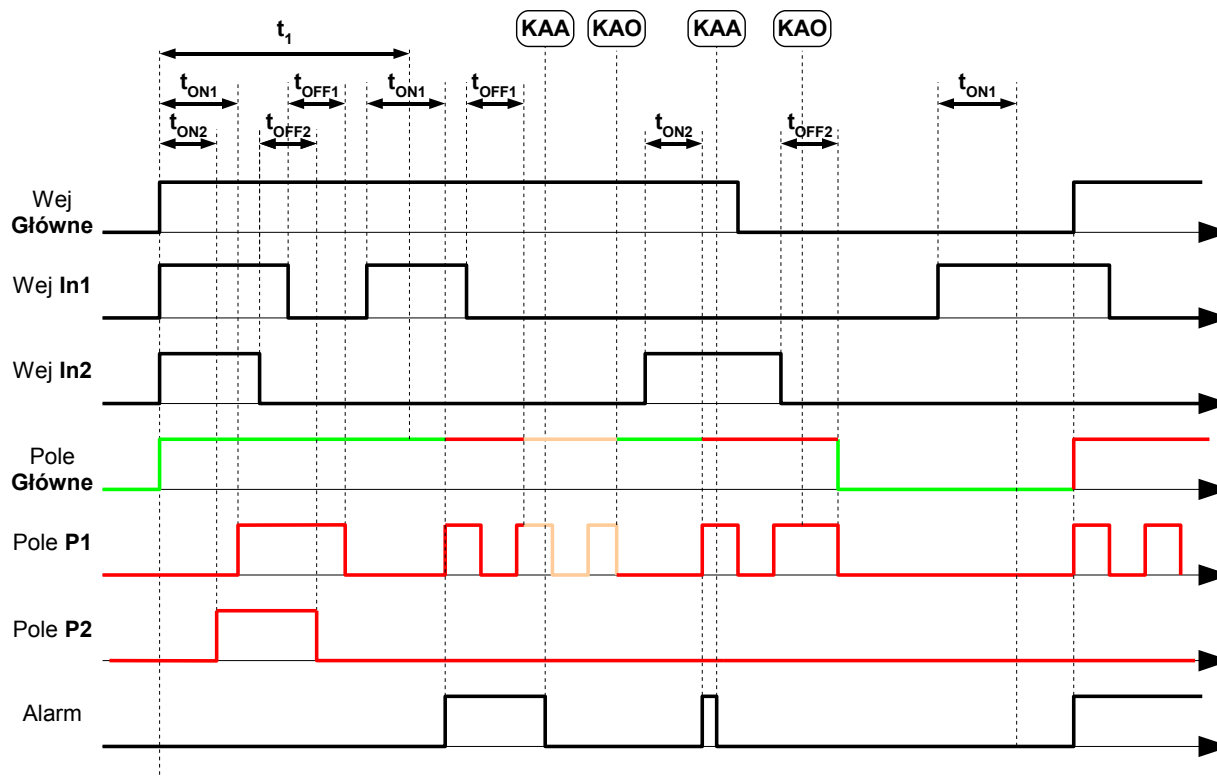 KAA KAO KAA KAO
t1
tON1 tOFF1 tON1 tOFF1 tON1
tON2 tOFF2 tON2 tOFF2
Wej
Główne
Wej In1
Wej In2
Pole
Główne
Pole P1
Pole P2
Alarm